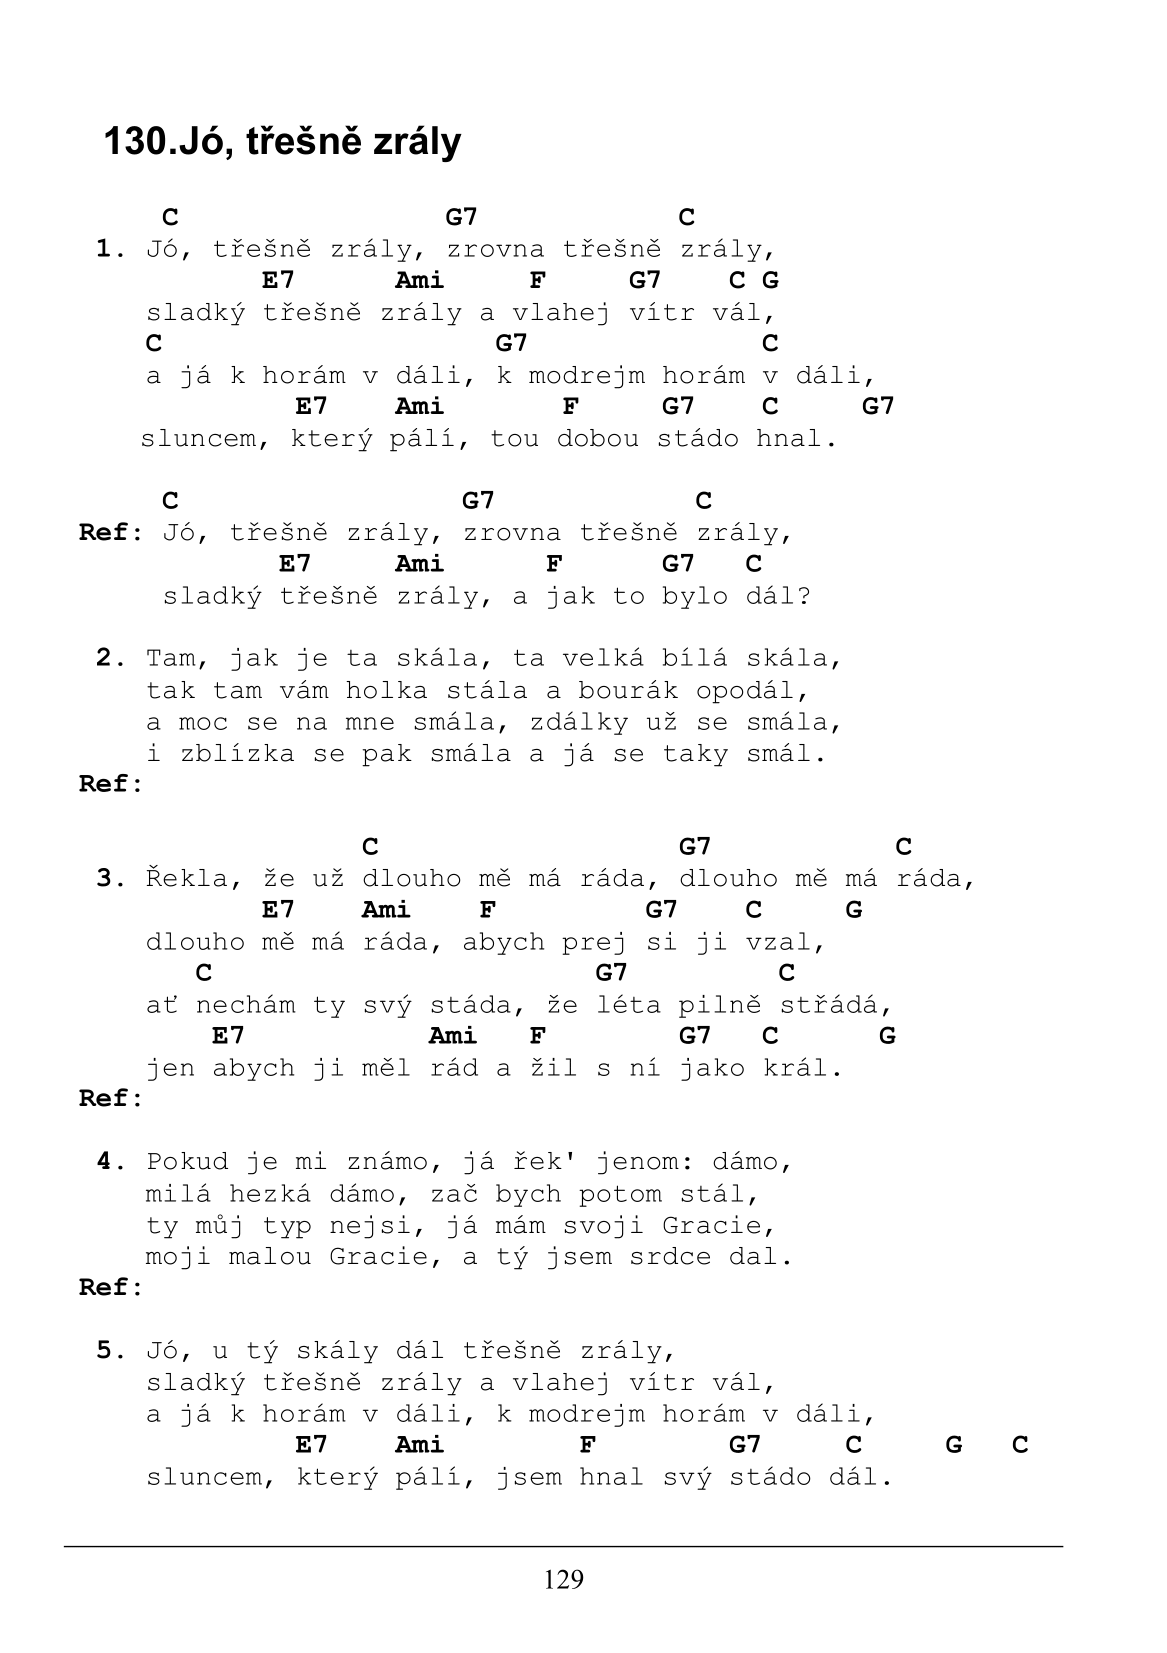 130.Jó, třešně zrály
C G7 C
1. Jó, třešně zrály, zrovna třešně zrály,
E7 Ami F G7 C G
sladký třešně zrály a vlahej vítr vál,
C G7 C
a já k horám v dáli, k modrejm horám v dáli,
E7 Ami F G7 C G7
sluncem, který pálí, tou dobou stádo hnal.
C G7 C
Ref: Jó, třešně zrály, zrovna třešně zrály,
E7 Ami F G7 C
sladký třešně zrály, a jak to bylo dál?
2. Tam, jak je ta skála, ta velká bílá skála,
tak tam vám holka stála a bourák opodál,
a moc se na mne smála, zdálky už se smála,
i zblízka se pak smála a já se taky smál.
Ref:
C G7 C
3. Řekla, že už dlouho mě má ráda, dlouho mě má ráda,
E7 Ami F G7 C G
dlouho mě má ráda, abych prej si ji vzal,
C G7 C
ať nechám ty svý stáda, že léta pilně střádá,
E7 Ami F G7 C G
jen abych ji měl rád a žil s ní jako král.
Ref:
4. Pokud je mi známo, já řek' jenom: dámo,
milá hezká dámo, zač bych potom stál,
ty můj typ nejsi, já mám svoji Gracie,
moji malou Gracie, a tý jsem srdce dal.
Ref:
5. Jó, u tý skály dál třešně zrály,
sladký třešně zrály a vlahej vítr vál,
a já k horám v dáli, k modrejm horám v dáli,
E7 Ami F G7 C G C
sluncem, který pálí, jsem hnal svý stádo dál.
129